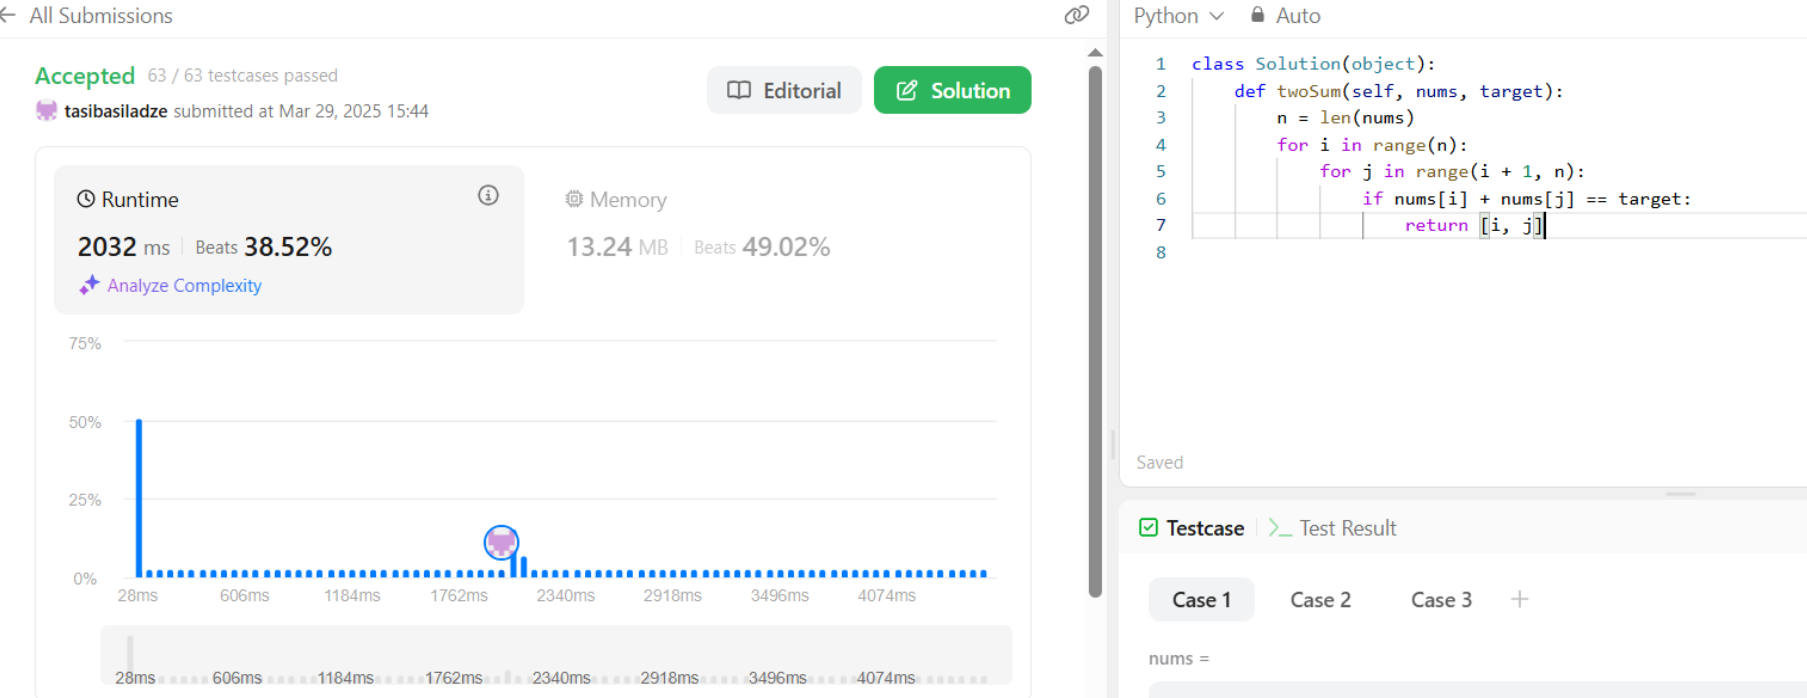 All Submissions
Accepted 63 / 63 testcases passed
tasibasiladze submitted at Mar 29, 2025 15:44
Editorial
Solution
Runtime
2032 ms Beats 38.52%
Analyze Complexity
Memory
13.24 MB Beats 49.02%
75%
50%
25%
0%
28ms 606ms 1184ms 1762ms 2340ms 2918ms 3496ms 4074ms
28ms 606ms 1184ms 1762ms 2340ms 2918ms 3496ms 4074ms
Python Auto
1 class Solution(object):
2 def twoSum(self, nums, target):
3 n = len(nums)
4 for i in range(n):
5 for j in range(i + 1, n):
6 if nums[i] + nums[j] == target:
7 return [i, j]
8
Saved
Testcase Test Result
Case 1 Case 2 Case 3
nums =